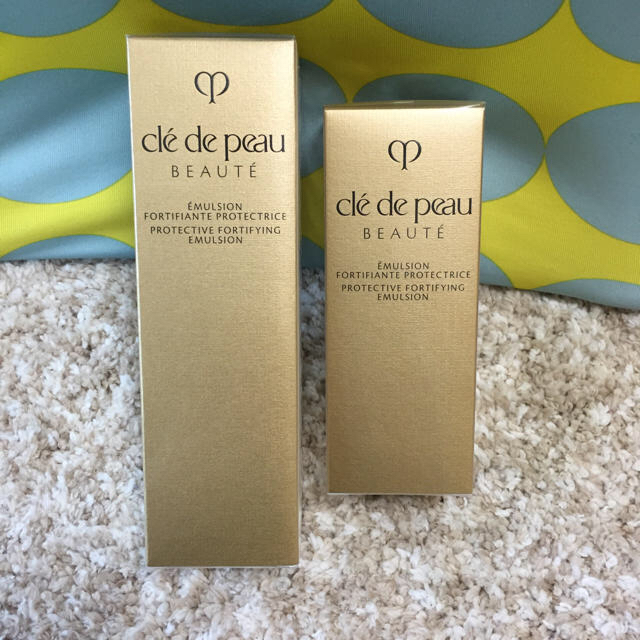 clé de peau
BEAUTÉ
ÉMULSION
FORTIFIANTE PROTECTRICE
PROTECTIVE FORTIFYING
EMULSION
clé de peau
BEAUTÉ
ÉMULSION
FORTIFIANTE PROTECTRICE
PROTECTIVE FORTIFYING
EMULSION